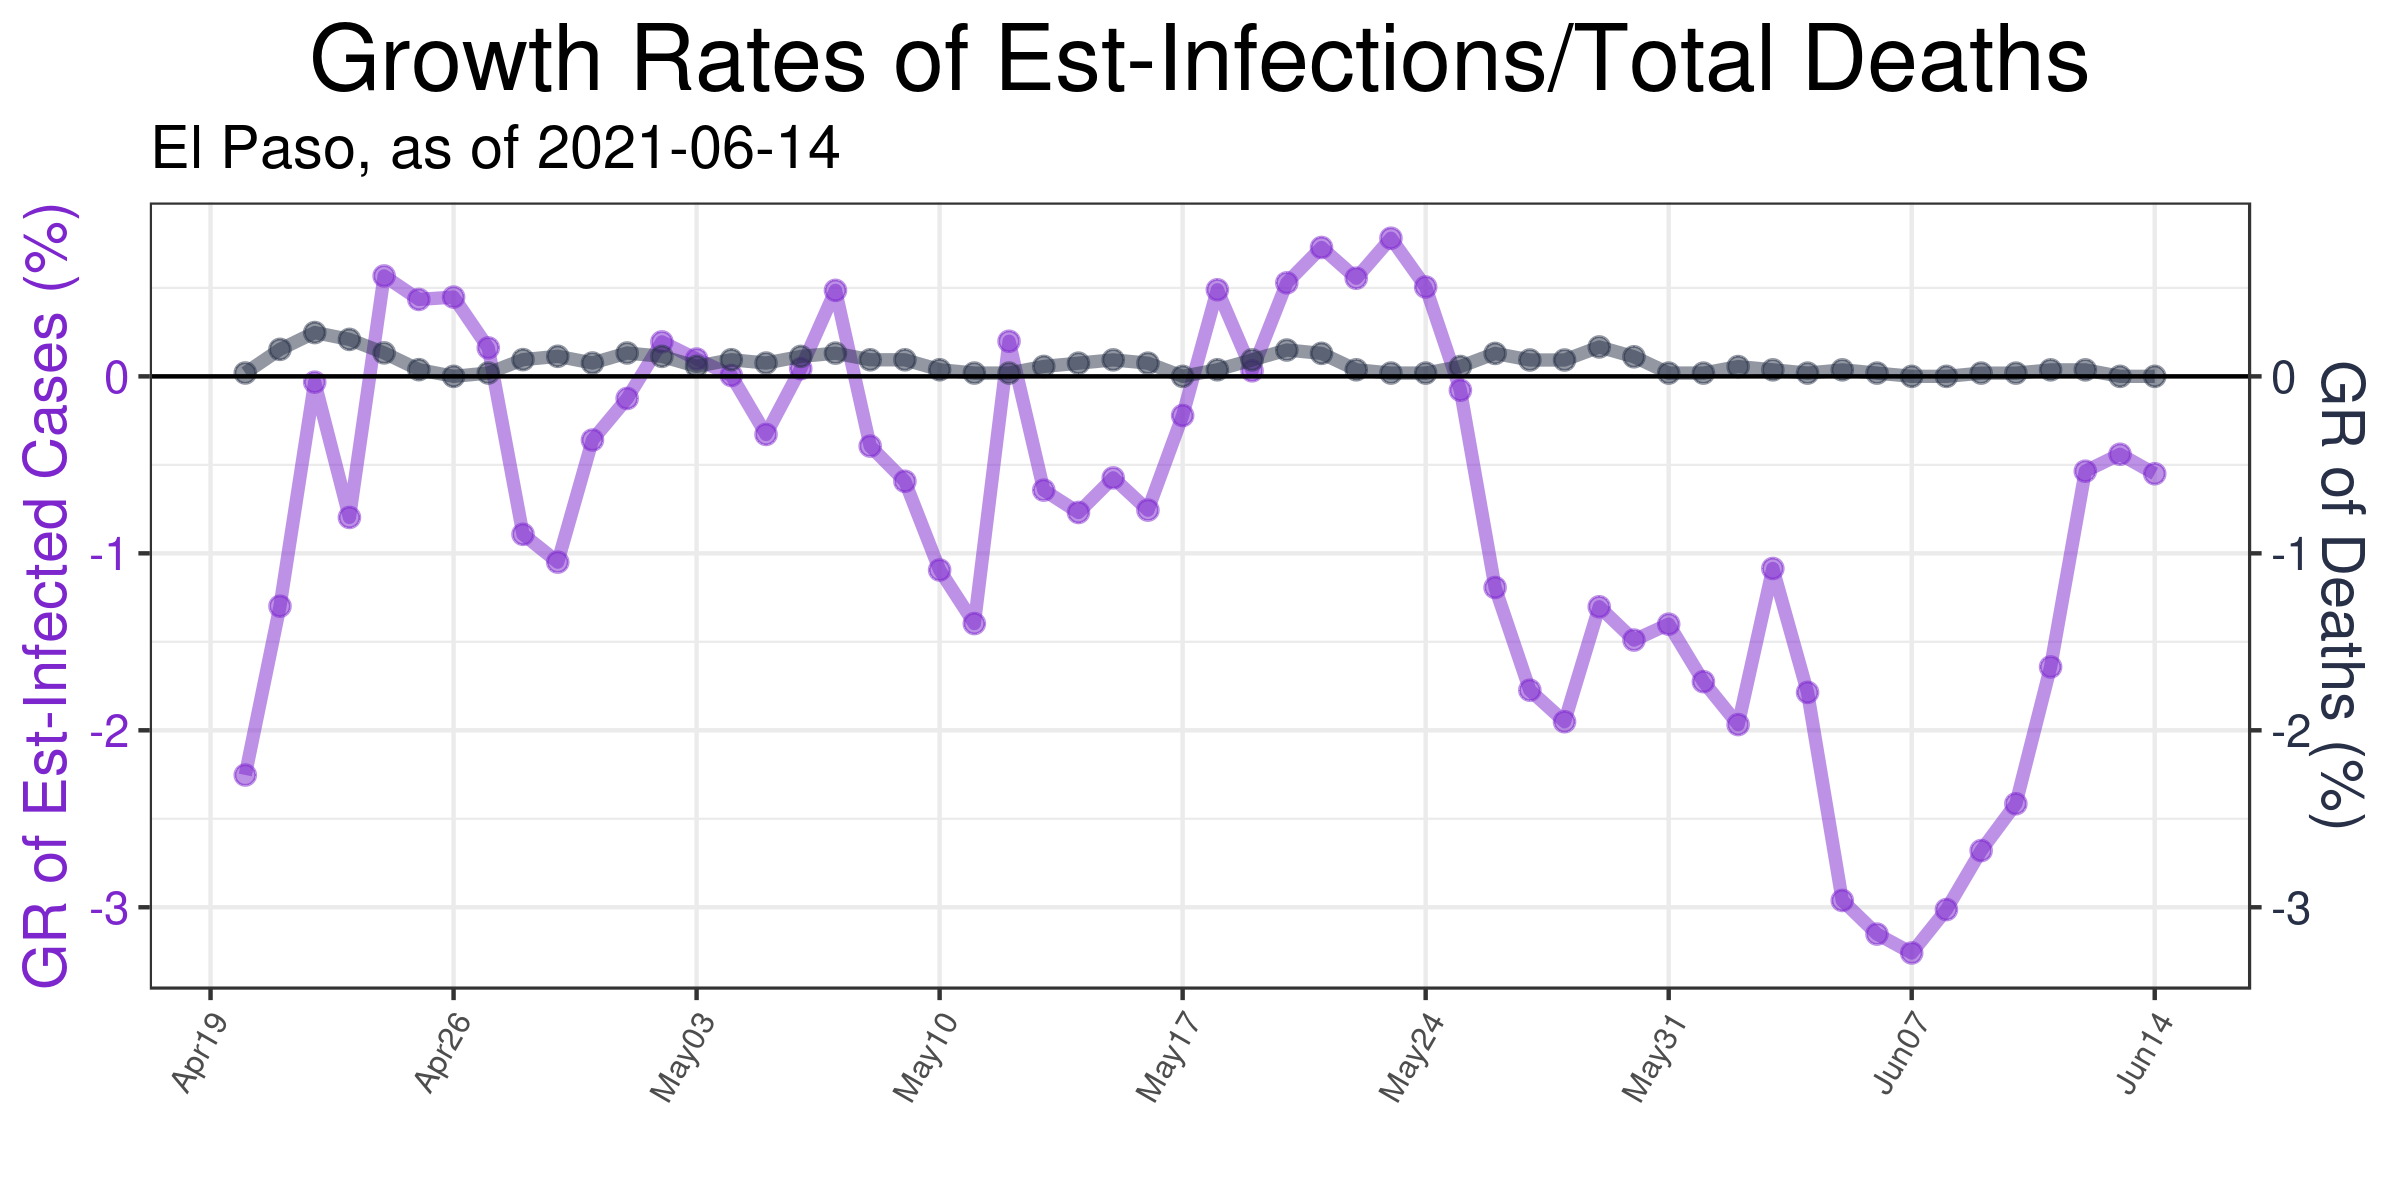 Growth Rates of Est-Infections/Total Deaths
El Paso, as of 2021-06-14
GR of Est-Infected Cases (%)
0
-1
-2
-3
0
-1
-2
-3
GR of Deaths (%)
Apr19
Apr26
May03
May10
May17
May24
May31
Jun07
Jun14